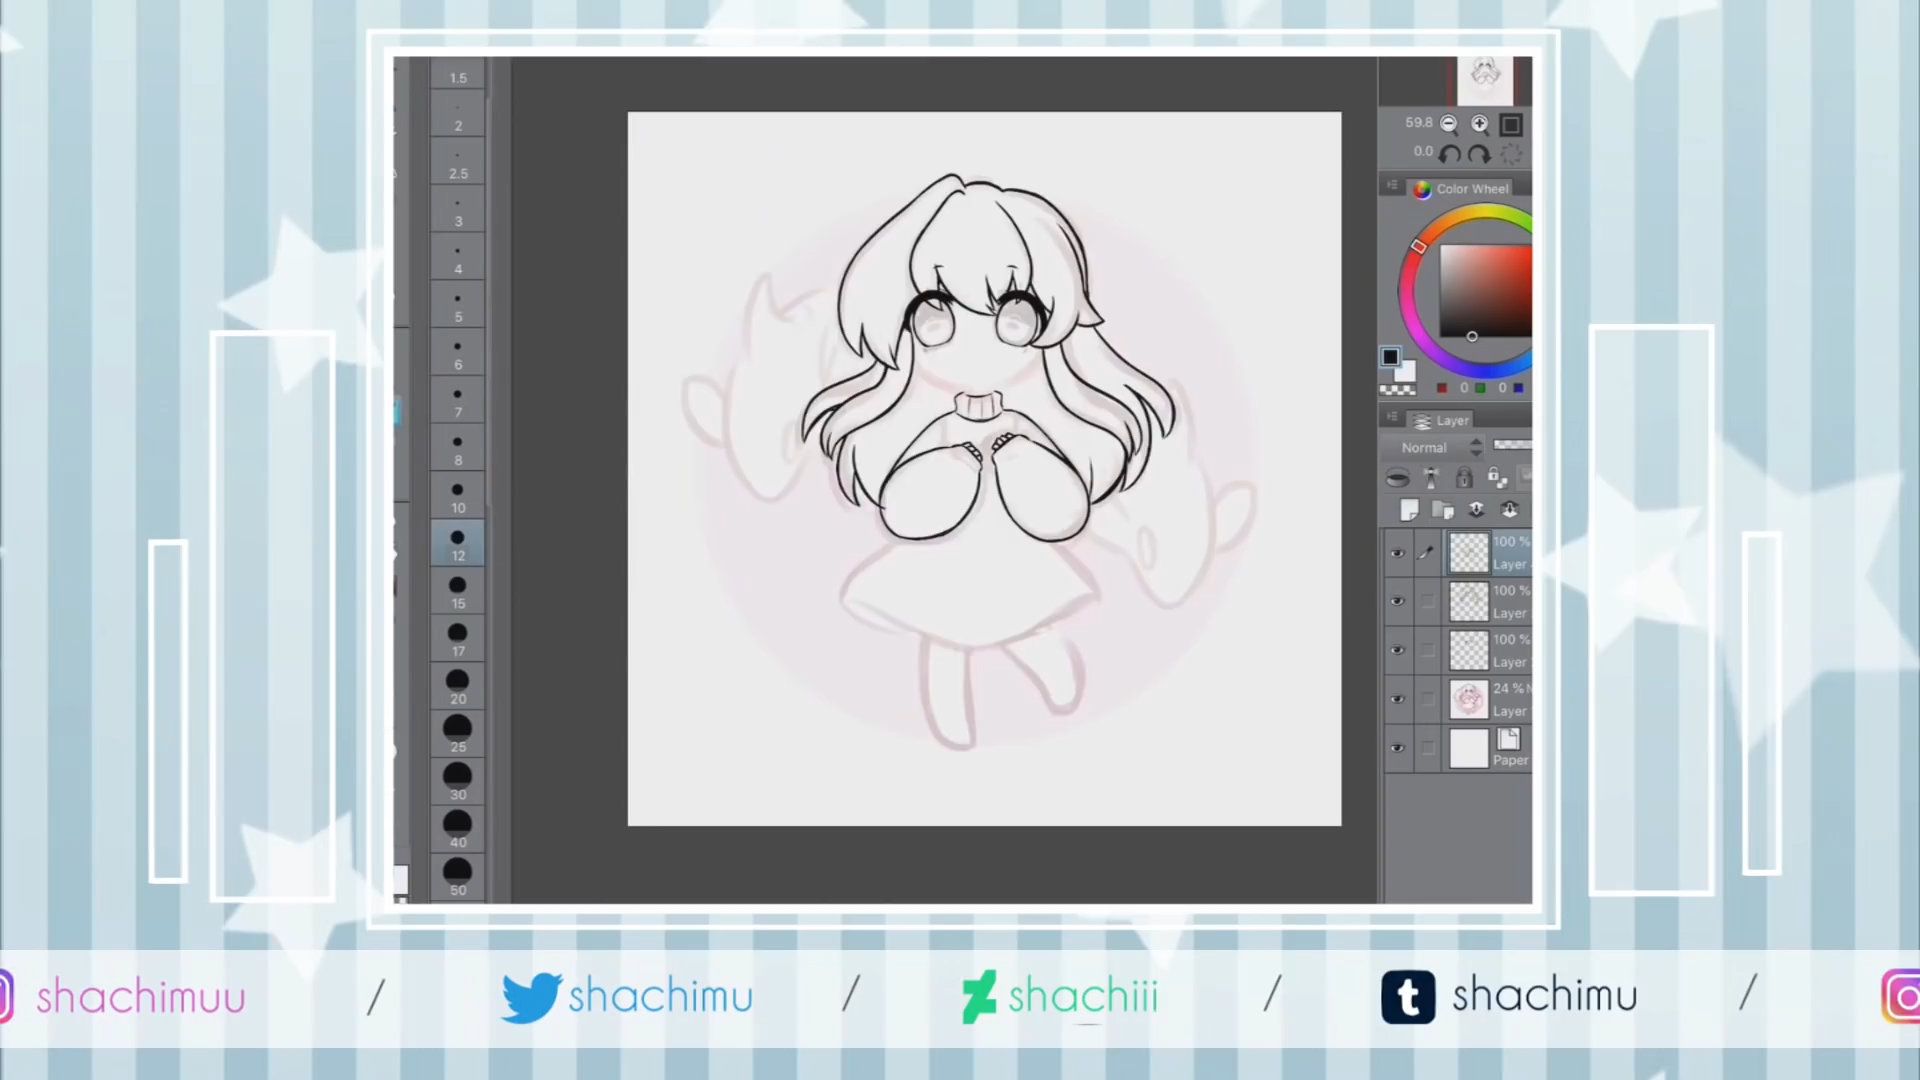 1.5
2
2.5
3
4
5
6
7
8
10
12
15
17
20
25
30
40
50
59.8
0.0
Color Wheel
0 0
Layer
Normal
100 %
Layer
100 %
Layer
100 %
Layer
24 %
Layer
Paper
shachimuu / shachimu / shachiii / t shachimu /